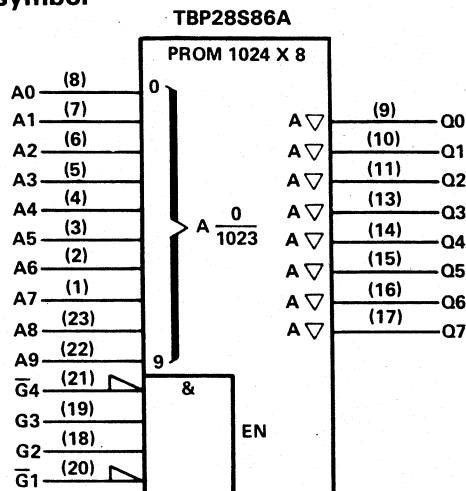 symbol
TBP28S86A
PROM 1024 X 8
A0 (8) 0
A1 (7) A ▽ (9) Q0
A2 (6) A ▽ (10) Q1
A3 (5) A ▽ (11) Q2
A4 (4) A ▽ (13) Q3
A5 (3) A 0/1023 A ▽ (14) Q4
A6 (2) A ▽ (15) Q5
A7 (1) A ▽ (16) Q6
A8 (23) A ▽ (17) Q7
A9 (22) 9
G̅4 (21) &
G3 (19) EN
G2 (18)
G̅1 (20)